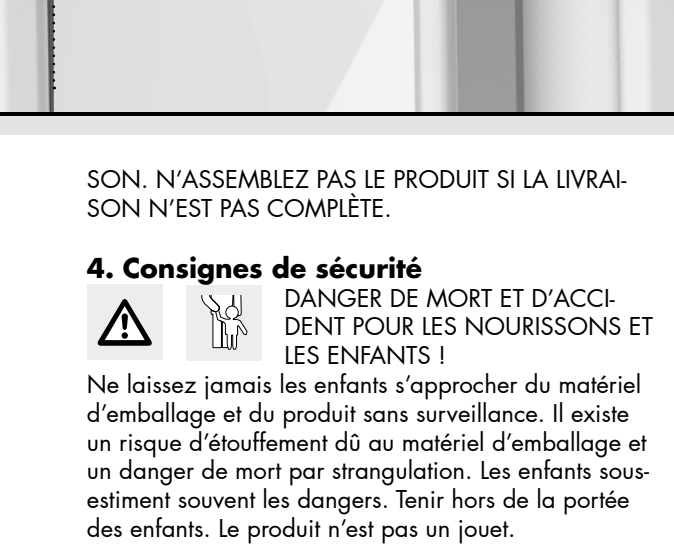 SON. N'ASSEMBLEZ PAS LE PRODUIT SI LA LIVRAI-
SON N'EST PAS COMPLÈTE.
4. Consignes de sécurité
DANGER DE MORT ET D'ACCI-
DENT POUR LES NOURISSONS ET
LES ENFANTS !
Ne laissez jamais les enfants s'approcher du matériel
d'emballage et du produit sans surveillance. Il existe
un risque d'étouffement dû au matériel d'emballage et
un danger de mort par strangulation. Les enfants sous-
estiment souvent les dangers. Tenir hors de la portée
des enfants. Le produit n'est pas un jouet.